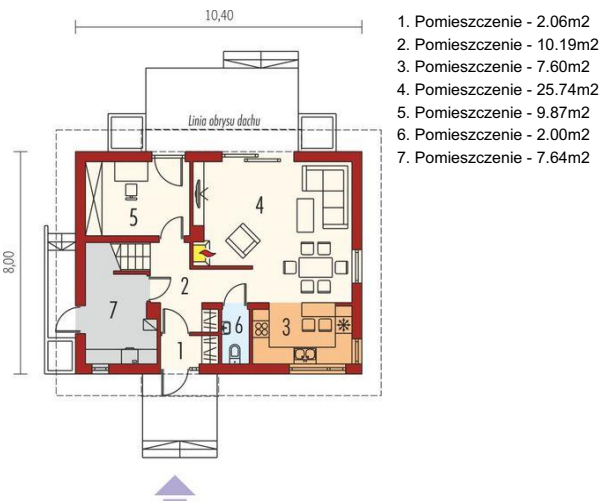 10,40
1. Pomieszczenie - 2.06m2
2. Pomieszczenie - 10.19m2
3. Pomieszczenie - 7.60m2
4. Pomieszczenie - 25.74m2
5. Pomieszczenie - 9.87m2
6. Pomieszczenie - 2.00m2
7. Pomieszczenie - 7.64m2
Linia obrysu dachu
8,00
4
5
2
7
6
3
1